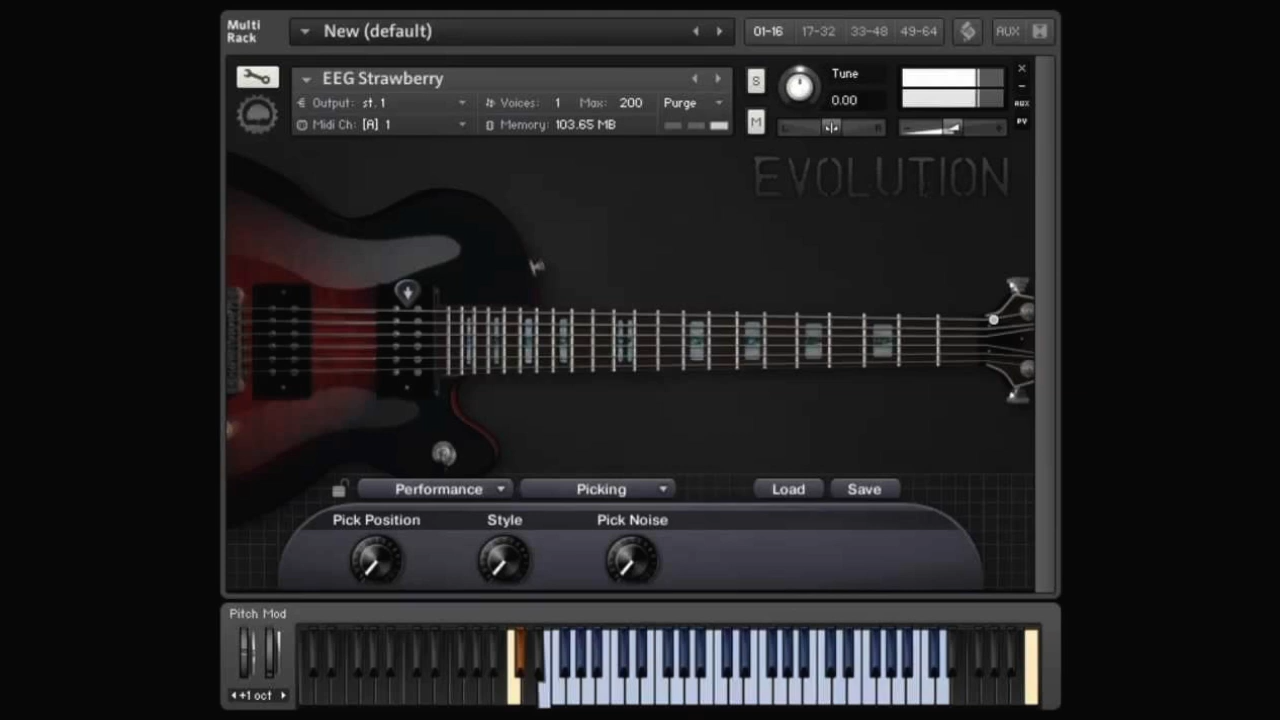 Multi Rack
New (default)
01-16 17-32 33-48 49-64 AUX
EEG Strawberry
Output: st. 1 Voices: 1 Max: 200 Purge
Midi Ch: [A] 1 Memory: 103.65 MB
S
M
Tune
0.00
L R
AUX
PV
EVOLUTION
Performance Picking Load Save
Pick Position Style Pick Noise
Pitch Mod
+1 oct